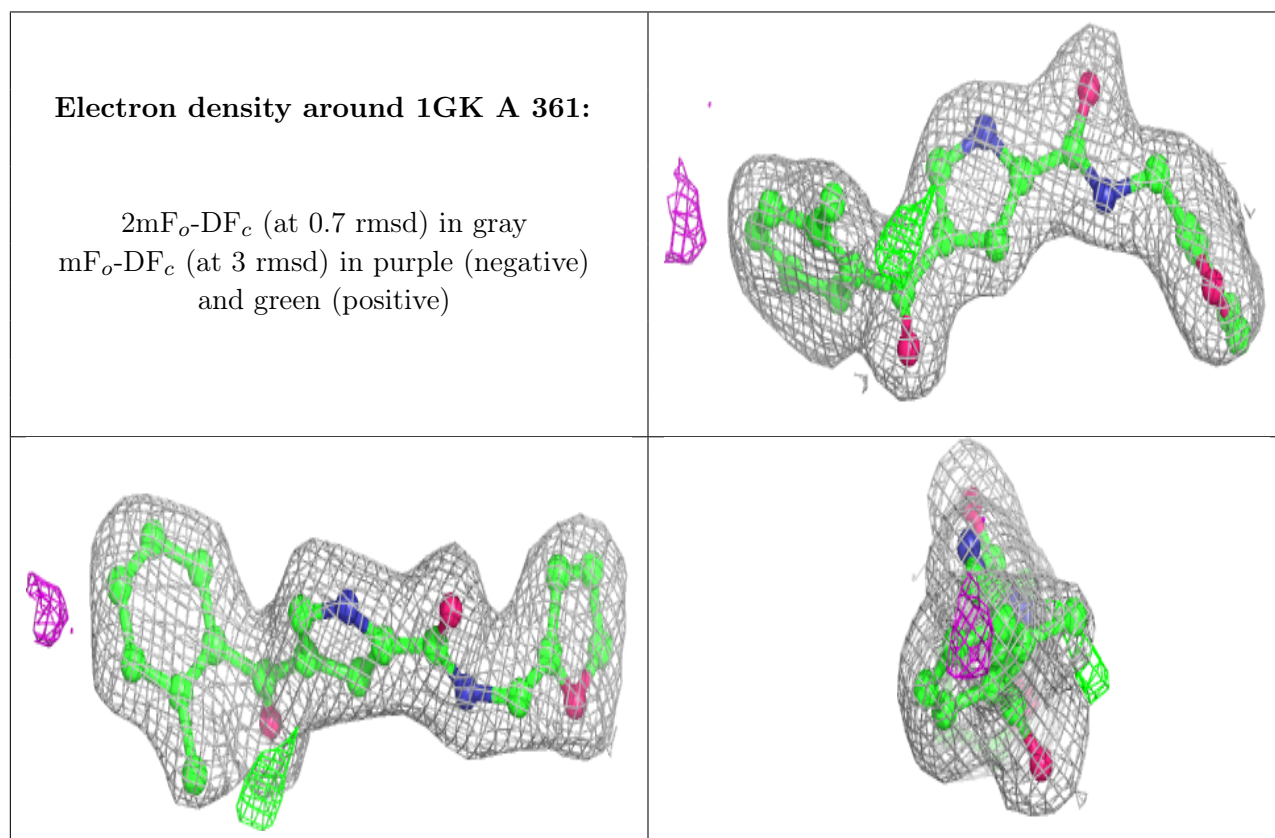 Electron density around 1GK A 361:
2mFₒ-DF𝒸 (at 0.7 rmsd) in gray
mFₒ-DF𝒸 (at 3 rmsd) in purple (negative)
and green (positive)